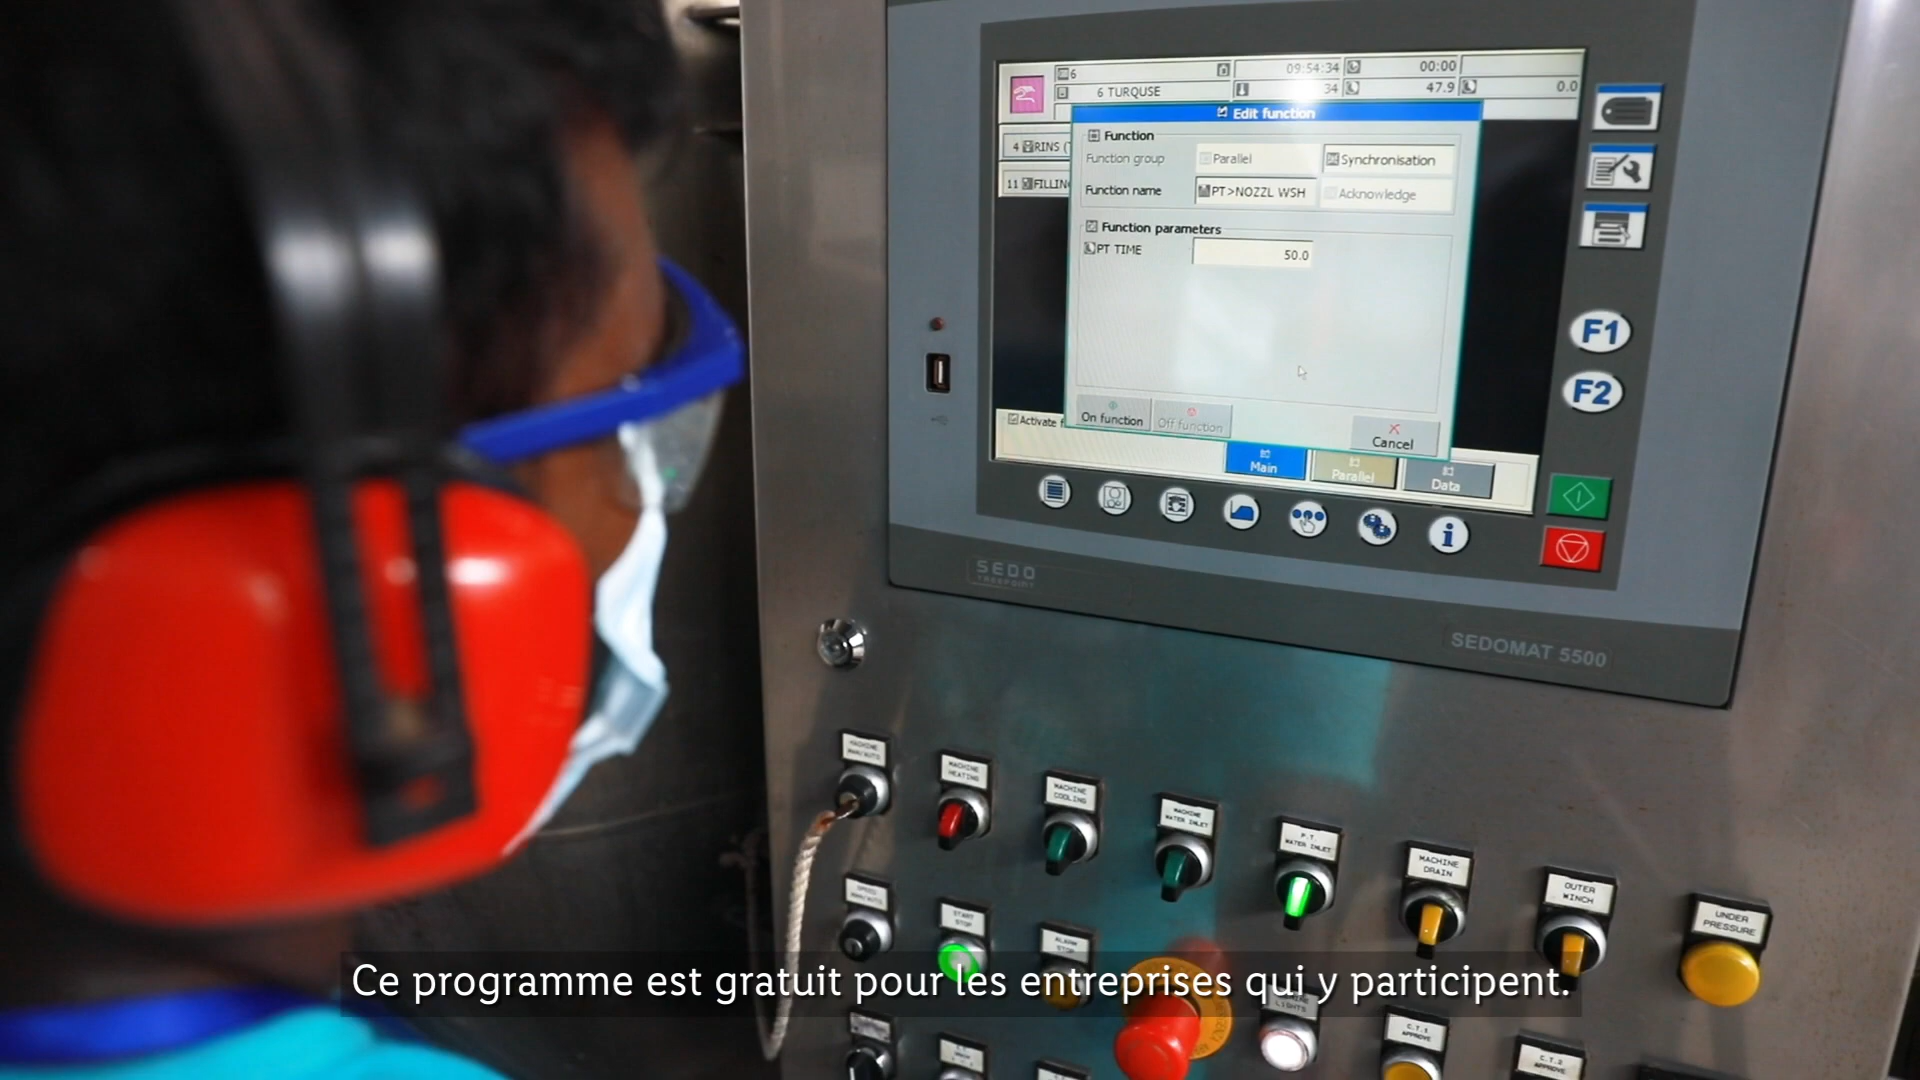 6
09:54:34
00:00
6 TURQUSE
34
47.9
0.0
Edit function
Function
Function group
Parallel
Synchronisation
Function name
PT>NOZZL WSH
Acknowledge
4 RINS (
11 FILLIN
Function parameters
PT TIME
50.0
On function
Off function
Cancel
Activate f
Main
Parallel
Data
F1
F2
i
SEDO
TREEPOINT
SEDOMAT 5500
MACHINE
MAN/AUTO
MACHINE
HEATING
MACHINE
COOLING
MACHINE
WATER INLET
P.T.
WATER INLET
MACHINE
DRAIN
OUTER
WINCH
UNDER
PRESSURE
SPEED
MAN/AUTO
START
STOP
ALARM
STOP
LIGHTS
C.T.1
APPROVE
C.T.2
APPROVE
Ce programme est gratuit pour les entreprises qui y participent.